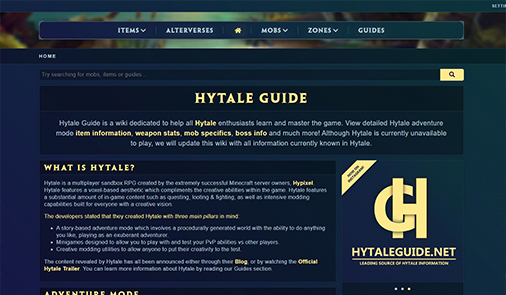 SETTI
ITEMS
ALTERVERSES
MOBS
ZONES
GUIDES
HOME
Try searching for mobs, items or guides...
HYTALE GUIDE
Hytale Guide is a wiki dedicated to help all Hytale enthusiasts learn and master the game. View detailed Hytale adventure
mode item information, weapon stats, mob specifics, boss info and much more! Although Hytale is currently unavailable
to play, we will update this wiki with all information currently known in Hytale.
WHAT IS HYTALE?
Hytale is a multiplayer sandbox RPG created by the extremely successful Minecraft server owners, Hypixel
Hytale features a voxel-based aesthetic which compliments the creative abilities within the game. Hytale features
a substantial amount of in-game content such as questing, looting & fighting, as well as intensive modding
capabilities built for everyone with a creative vision.
The developers stated that they created Hytale with three main pillars in mind:
A story-based adventure mode which involves a procedurally generated world with the ability to do anything
you like, playing as an exuberant adventurer.
Minigames designed to allow you to play with and test your PvP abilities vs other players.
Creative modding utilities to allow anyone to put their creativity to the test.
The content revealed by Hytale has all been announced either through their Blog, or by watching the Official
Hytale Trailer. You can learn more information about Hytale by reading our Guides section.
ADVENTURE MODE
HYTALEGUIDE.NET
LEADING SOURCE OF HYTALE INFORMATION